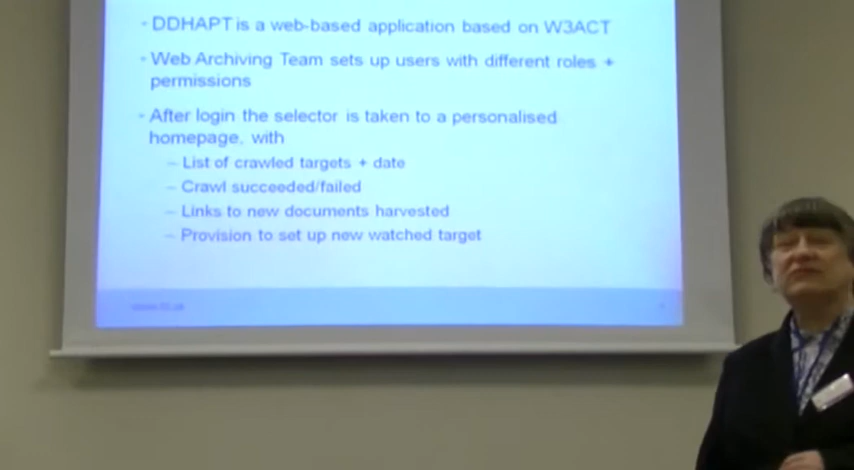 - DDHAPT is a web-based application based on W3ACT
- Web Archiving Team sets up users with different roles +
permissions
- After login the selector is taken to a personalised
homepage, with
– List of crawled targets + date
– Crawl succeeded/failed
– Links to new documents harvested
– Provision to set up new watched target